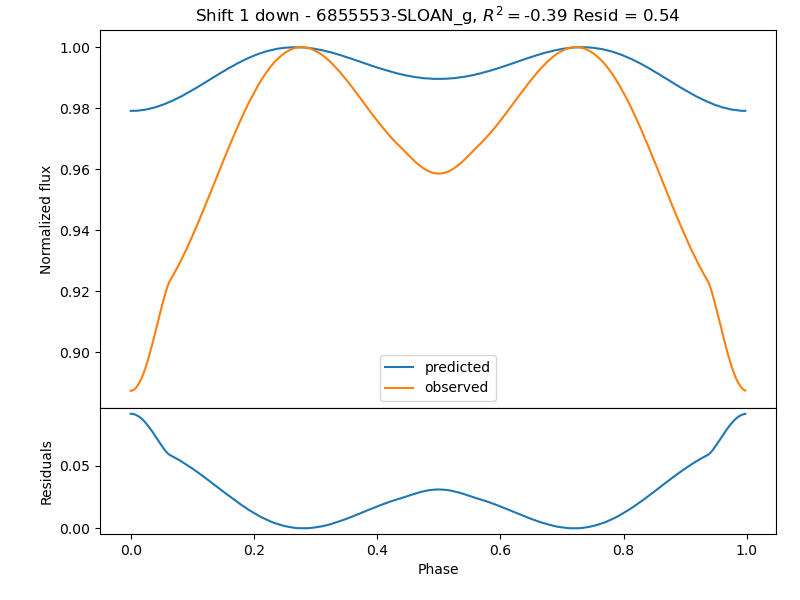 Shift 1 down - 6855553-SLOAN_g, R² = -0.39 Resid = 0.54
1.00
0.98
0.96
0.94
0.92
0.90
Normalized flux
predicted
observed
0.05
0.00
Residuals
0.0 0.2 0.4 0.6 0.8 1.0
Phase